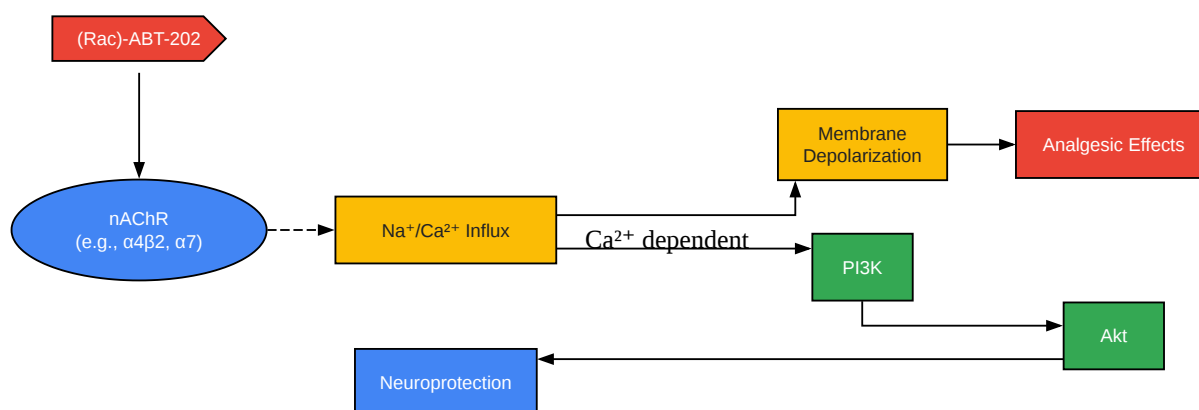 (Rac)-ABT-202
nAChR
(e.g., α4β2, α7)
Na⁺/Ca²⁺ Influx
Membrane
Depolarization
Analgesic Effects
Ca²⁺ dependent
PI3K
Akt
Neuroprotection